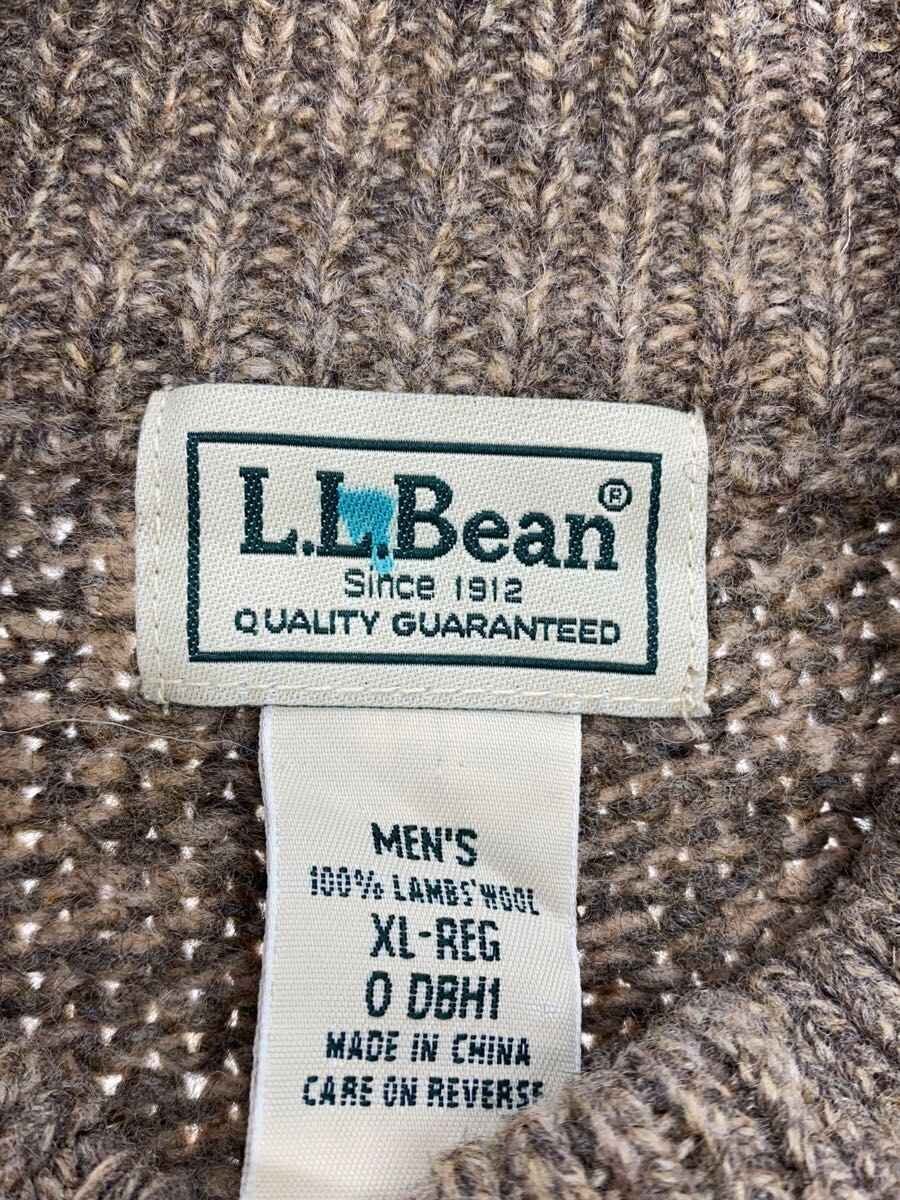 L.L.Bean®
Since 1912
QUALITY GUARANTEED
MEN'S
100% LAMBS' WOOL
XL-REG
0 DBH1
MADE IN CHINA
CARE ON REVERSE